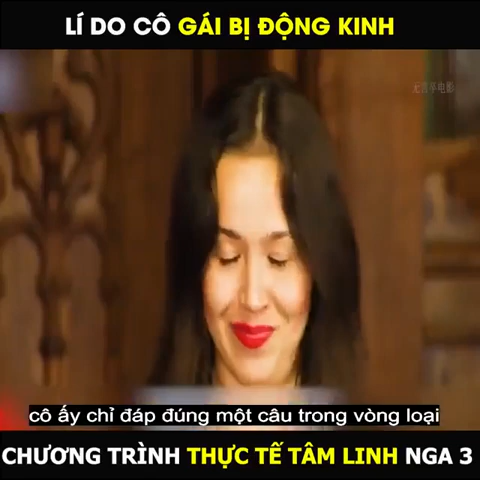 LÍ DO CÔ GÁI BỊ ĐỘNG KINH
cô ấy chỉ đáp đúng một câu trong vòng loại
CHƯƠNG TRÌNH THỰC TẾ TÂM LINH NGA 3